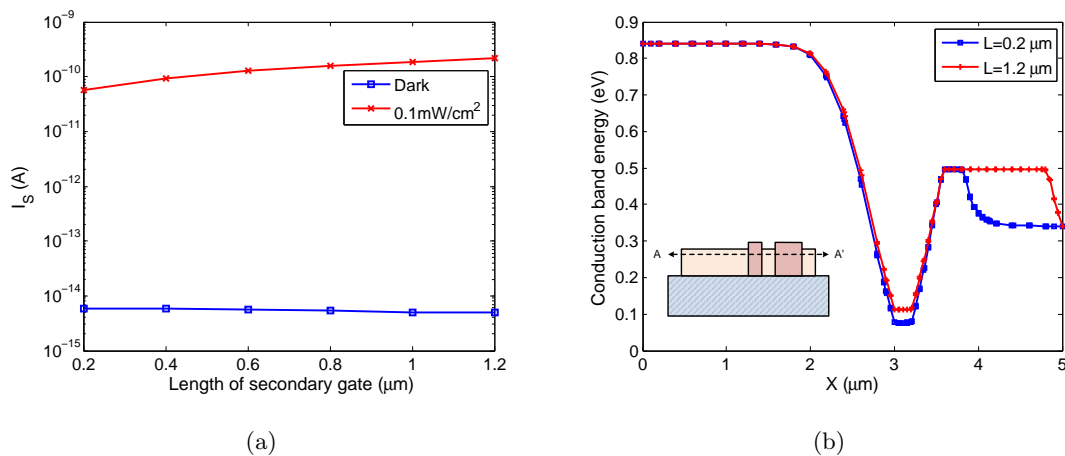 10⁻⁹
10⁻¹⁰
10⁻¹¹
10⁻¹²
10⁻¹³
10⁻¹⁴
10⁻¹⁵
I_S (A)
Dark
0.1mW/cm²
0.2 0.4 0.6 0.8 1 1.2
Length of secondary gate (μm)
(a)
0.9
0.8
0.7
0.6
0.5
0.4
0.3
0.2
0.1
0
Conduction band energy (eV)
L=0.2 μm
L=1.2 μm
A A'
0 1 2 3 4 5
X (μm)
(b)